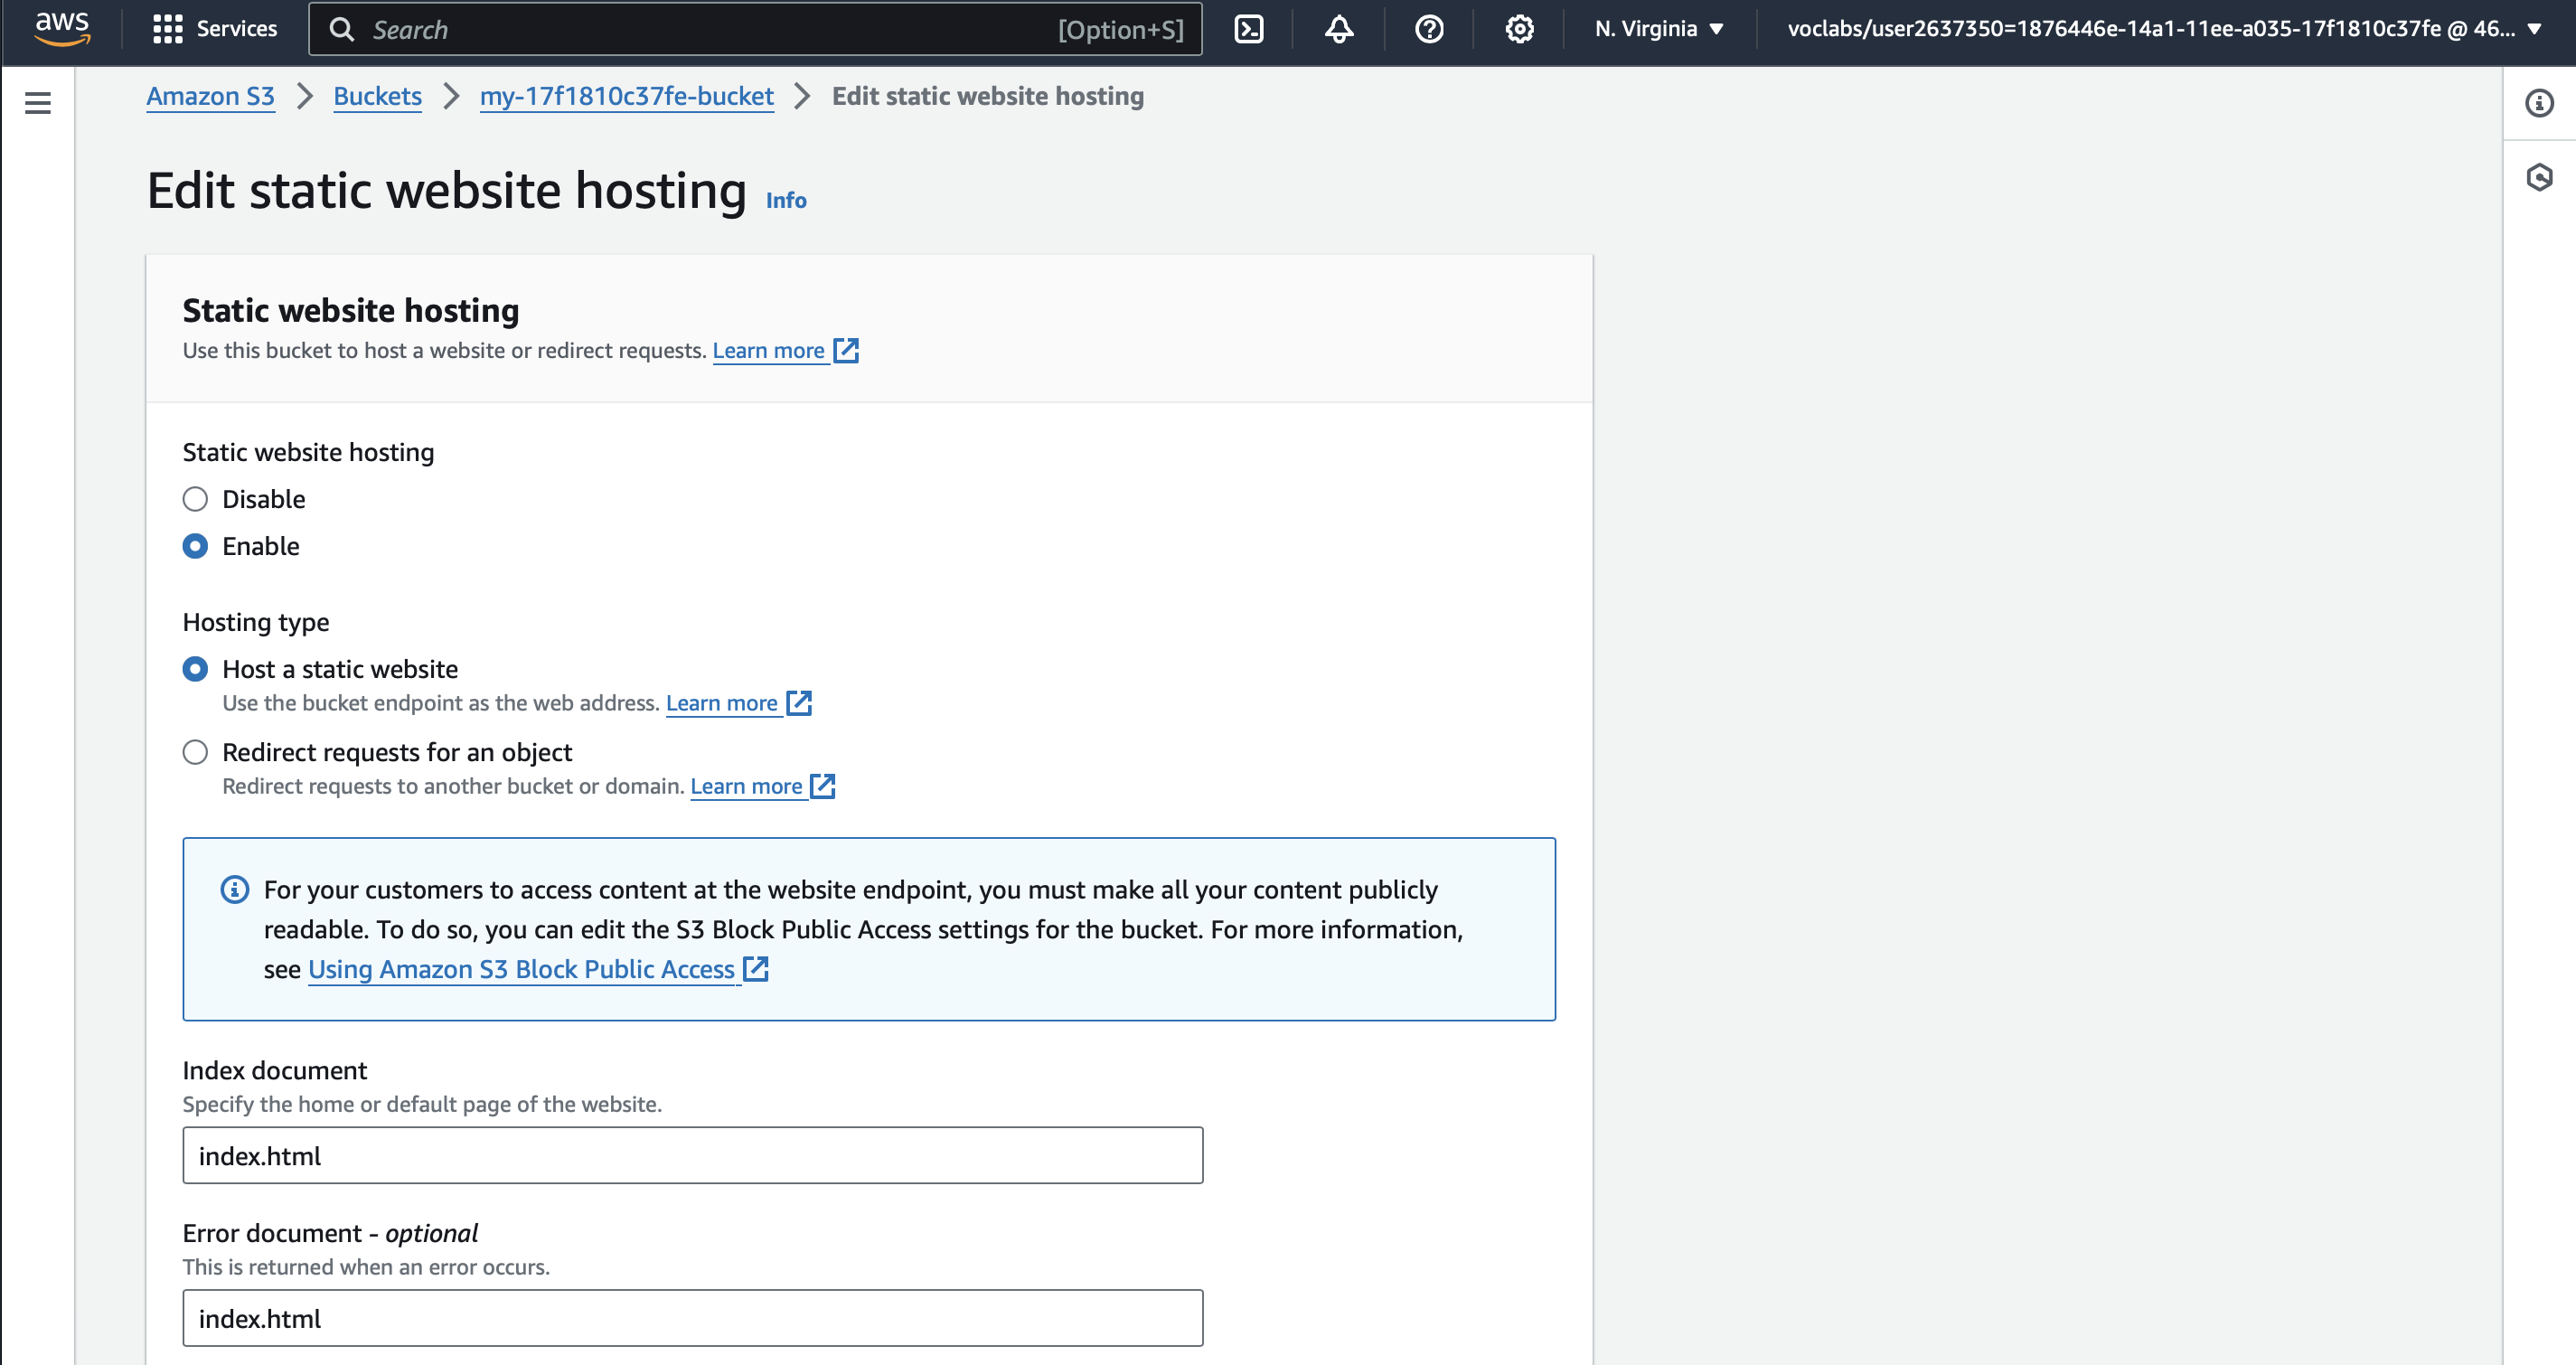 aws Services Search [Option+S] N. Virginia voclabs/user2637350=1876446e-14a1-11ee-a035-17f1810c37fe @ 46...
Amazon S3 > Buckets > my-17f1810c37fe-bucket > Edit static website hosting
Edit static website hosting Info
Static website hosting
Use this bucket to host a website or redirect requests. Learn more
Static website hosting
Disable
Enable
Hosting type
Host a static website
Use the bucket endpoint as the web address. Learn more
Redirect requests for an object
Redirect requests to another bucket or domain. Learn more
For your customers to access content at the website endpoint, you must make all your content publicly
readable. To do so, you can edit the S3 Block Public Access settings for the bucket. For more information,
see Using Amazon S3 Block Public Access
Index document
Specify the home or default page of the website.
index.html
Error document - optional
This is returned when an error occurs.
index.html